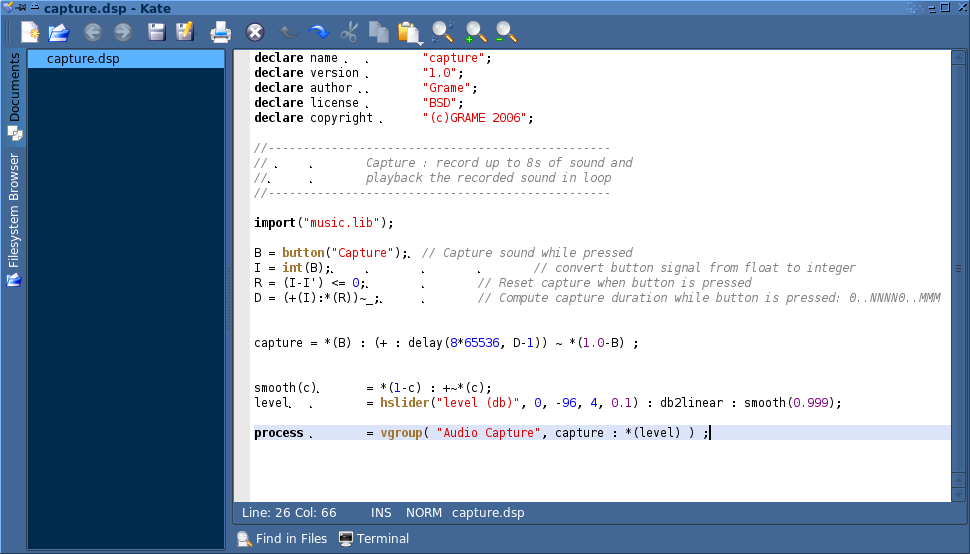 capture.dsp - Kate
Documents
Filesystem Browser
capture.dsp
declare name "capture";
declare version "1.0";
declare author "Grame";
declare license "BSD";
declare copyright "(c)GRAME 2006";
//-------------------------------------------------
// Capture : record up to 8s of sound and
// playback the recorded sound in loop
//-------------------------------------------------
import("music.lib");
B = button("Capture"); // Capture sound while pressed
I = int(B); // convert button signal from float to integer
R = (I-I') <= 0; // Reset capture when button is pressed
D = (+(I):*(R))~_; // Compute capture duration while button is pressed: 0..NNNN0..MMM
capture = *(B) : (+ : delay(8*65536, D-1)) ~ *(1.0-B) ;
smooth(c) = *(1-c) : +~*(c);
level = hslider("level (db)", 0, -96, 4, 0.1) : db2linear : smooth(0.999);
process = vgroup( "Audio Capture", capture : *(level) ) ;
Line: 26 Col: 66 INS NORM capture.dsp
Find in Files Terminal